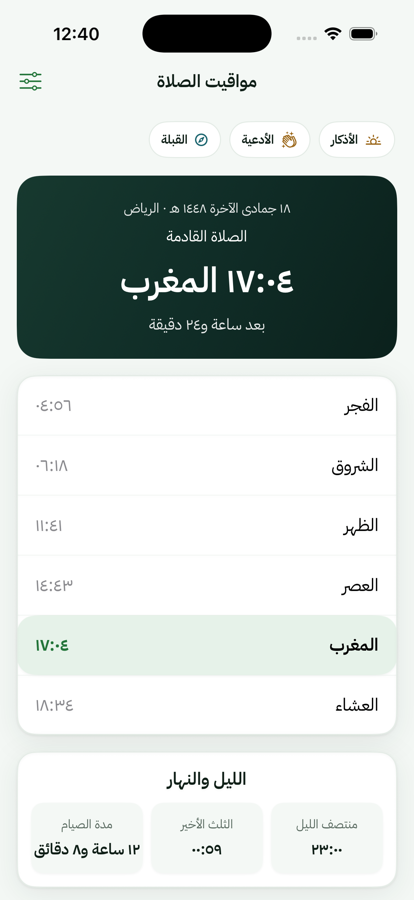 12:40
مواقيت الصلاة
الأذكار
الأدعية
القبلة
١٨ جمادى الآخرة ١٤٤٨ هـ · الرياض
الصلاة القادمة
١٧:٠٤ المغرب
بعد ساعة و٢٤ دقيقة
الفجر ٠٤:٥٦
الشروق ٠٦:١٨
الظهر ١١:٤١
العصر ١٤:٤٣
المغرب ١٧:٠٤
العشاء ١٨:٣٤
الليل والنهار
منتصف الليل
٢٣:٠٠
الثلث الأخير
٠٠:٥٩
مدة الصيام
١٢ ساعة و٨ دقائق